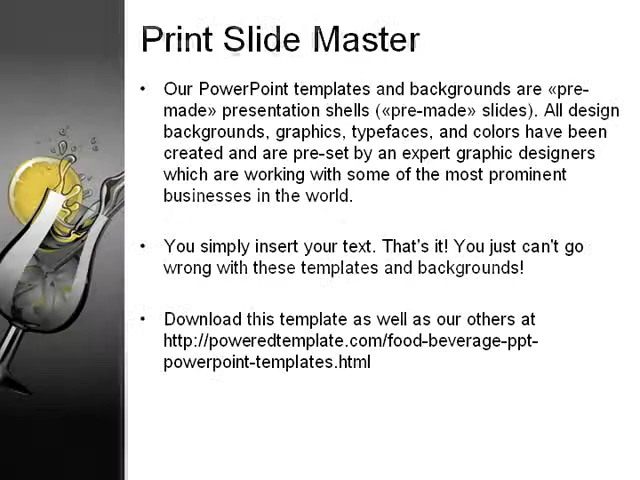 Print Slide Master
• Our PowerPoint templates and backgrounds are «pre-
made» presentation shells («pre-made» slides). All design
backgrounds, graphics, typefaces, and colors have been
created and are pre-set by an expert graphic designers
which are working with some of the most prominent
businesses in the world.
• You simply insert your text. That's it! You just can't go
wrong with these templates and backgrounds!
• Download this template as well as our others at
http://poweredtemplate.com/food-beverage-ppt-
powerpoint-templates.html